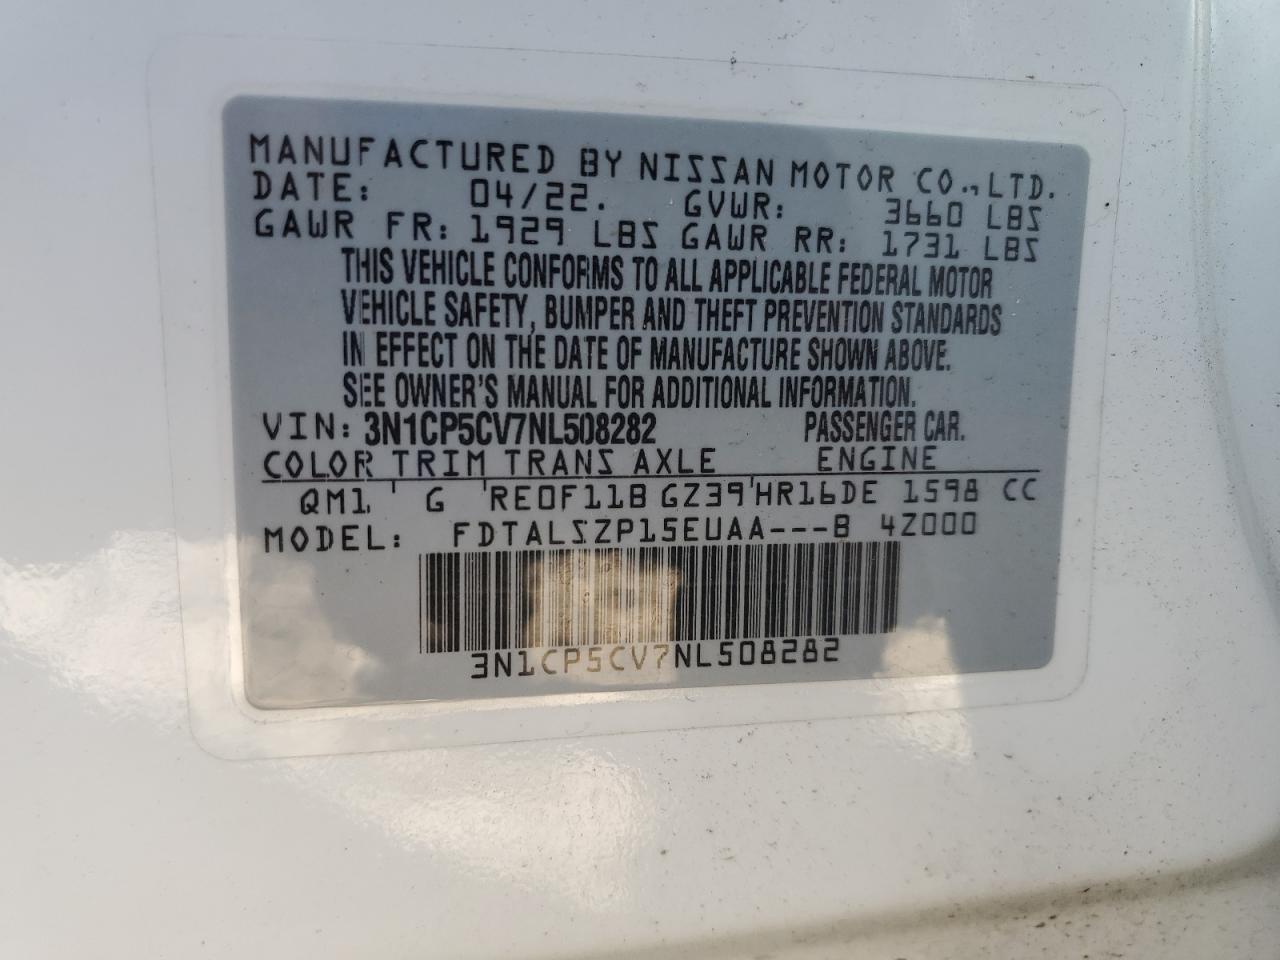 MANUFACTURED BY NISSAN MOTOR CO., LTD.
DATE: 04/22. GVWR: 3660 LBS
GAWR FR: 1929 LBS GAWR RR: 1731 LBS
THIS VEHICLE CONFORMS TO ALL APPLICABLE FEDERAL MOTOR
VEHICLE SAFETY, BUMPER AND THEFT PREVENTION STANDARDS
IN EFFECT ON THE DATE OF MANUFACTURE SHOWN ABOVE.
SEE OWNER'S MANUAL FOR ADDITIONAL INFORMATION.
VIN: 3N1CP5CV7NL508282 PASSENGER CAR.
COLOR TRIM TRANS AXLE ENGINE
QM1 G RE0F11B GZ39 HR16DE 1598 CC
MODEL: FDTALSZP15EUAA---B 4Z000
3N1CP5CV7NL508282